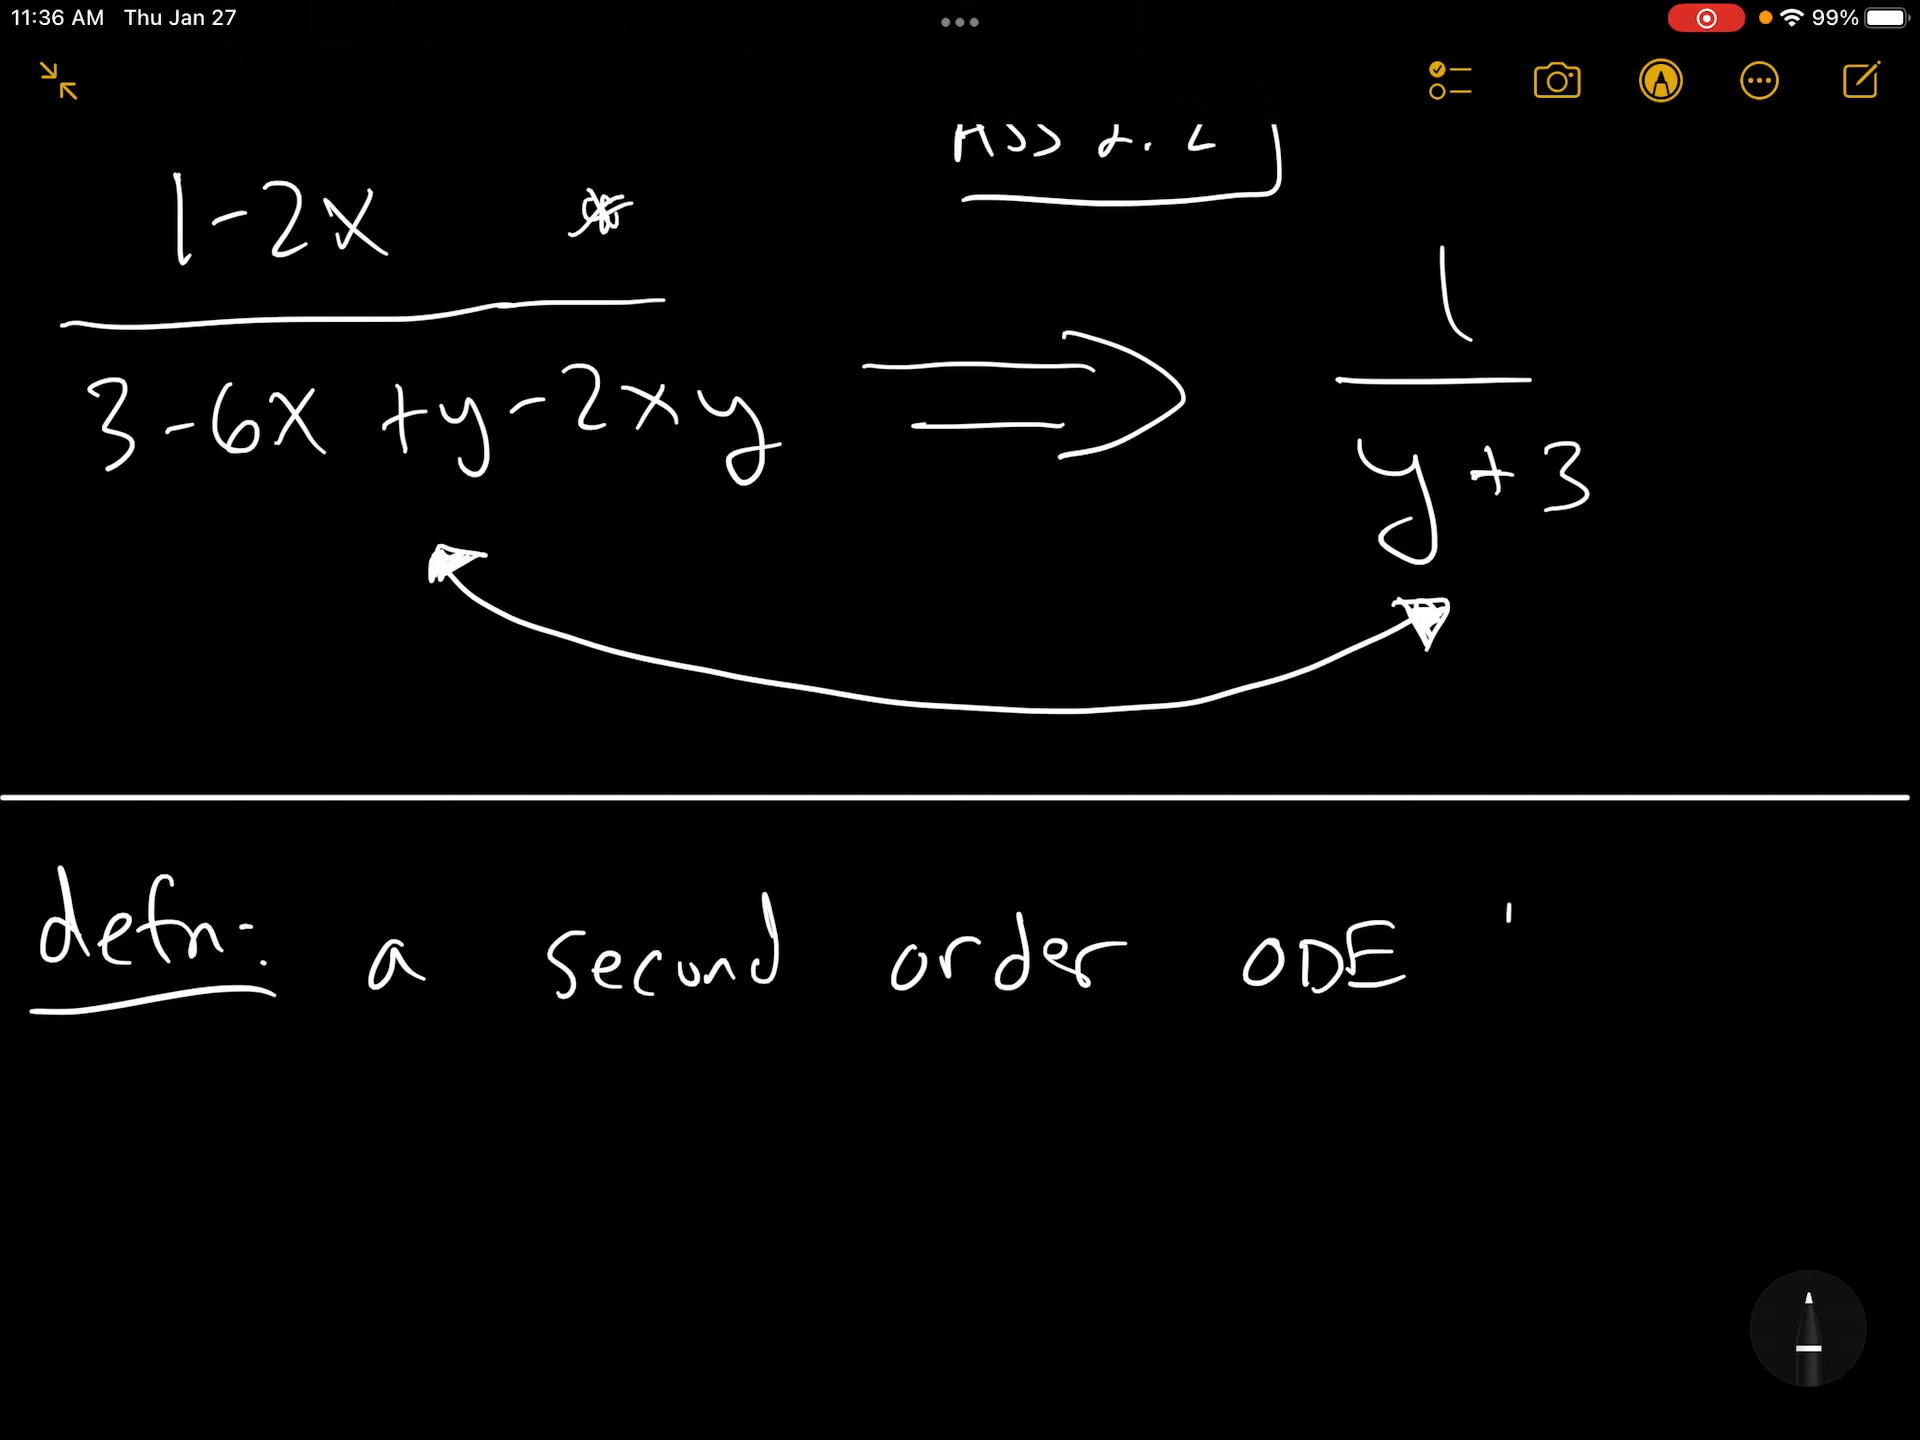 11:36 AM Thu Jan 27
99%
1-2x *
3-6x +y-2xy
1
y+3
defn: a second order ODE